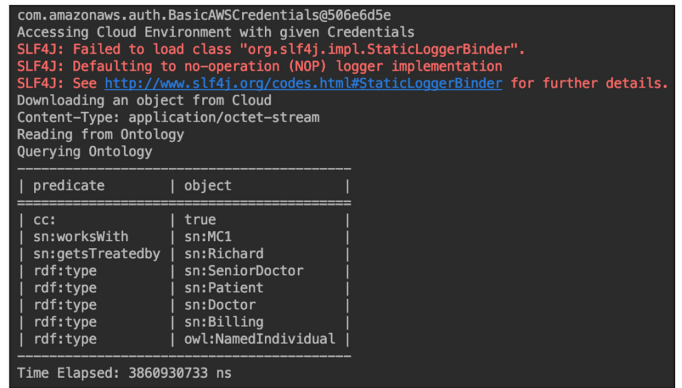 com.amazonaws.auth.BasicAWSCredentials@506e6d5e
Accessing Cloud Environment with given Credentials
SLF4J: Failed to load class "org.slf4j.impl.StaticLoggerBinder".
SLF4J: Defaulting to no-operation (NOP) logger implementation
SLF4J: See http://www.slf4j.org/codes.html#StaticLoggerBinder for further details.
Downloading an object from Cloud
Content-Type: application/octet-stream
Reading from Ontology
Querying Ontology
-----------------------------------------
| predicate | object |
=========================================
| cc: | true |
| sn:worksWith | sn:MC1 |
| sn:getsTreatedby | sn:Richard |
| rdf:type | sn:SeniorDoctor |
| rdf:type | sn:Patient |
| rdf:type | sn:Doctor |
| rdf:type | sn:Billing |
| rdf:type | owl:NamedIndividual |
-----------------------------------------
Time Elapsed: 3860930733 ns